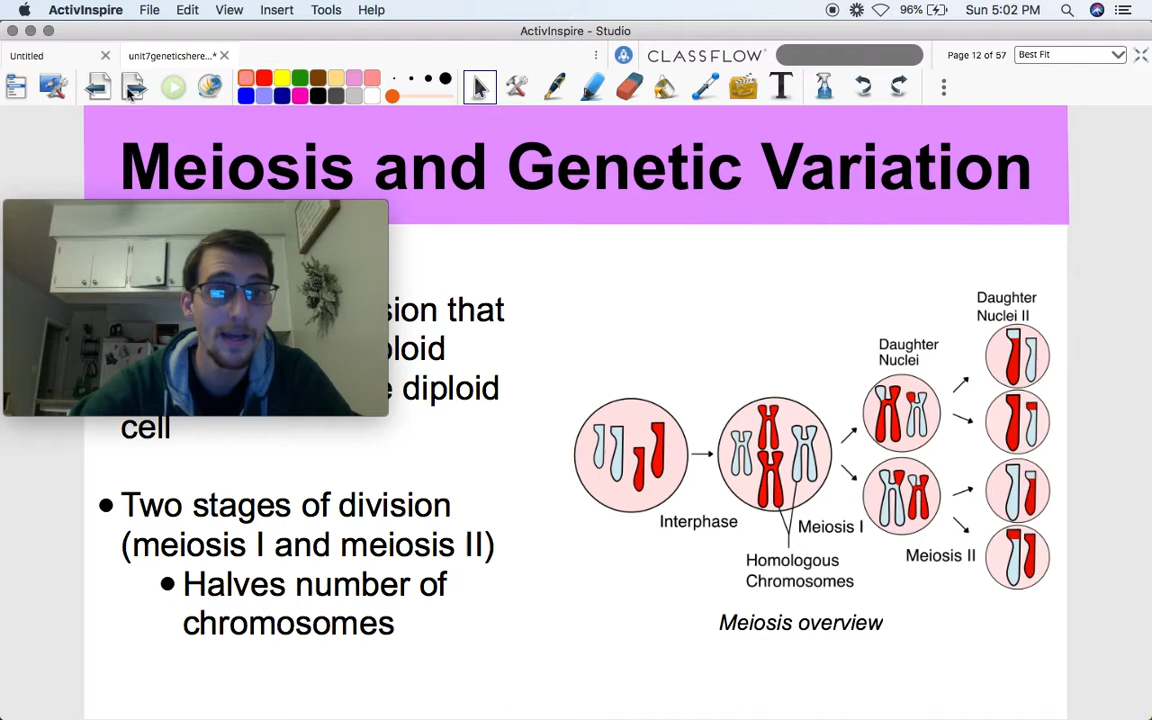 ActivInspire File Edit View Insert Tools Help 96% Sun 5:02 PM
ActivInspire - Studio
Untitled unit7geneticshere...* CLASSFLOW Page 12 of 57 Best Fit
T
Meiosis and Genetic Variation
sion that
ploid
diploid
cell
• Two stages of division
(meiosis I and meiosis II)
• Halves number of
chromosomes
Interphase
Homologous
Chromosomes
Meiosis I
Daughter
Nuclei
Meiosis II
Daughter
Nuclei II
Meiosis overview